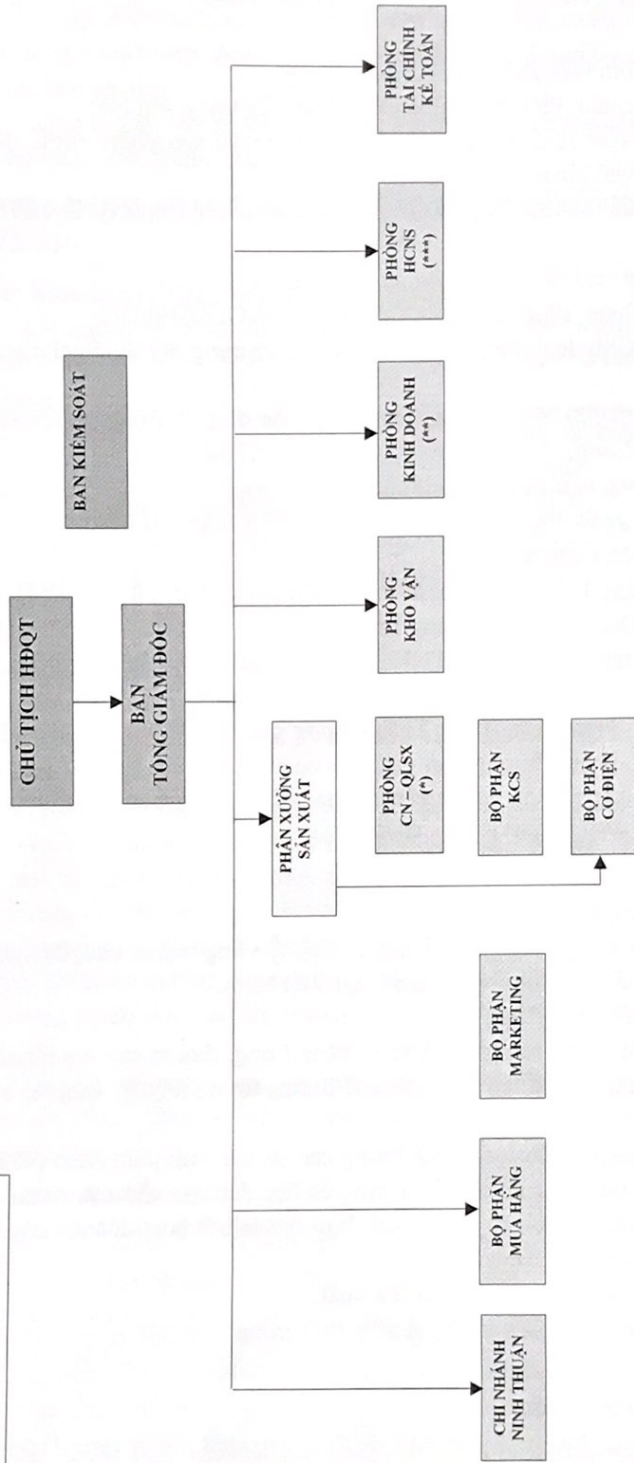 CHỦ TỊCH HĐQT
BAN KIỂM SOÁT
BAN
TỔNG GIÁM ĐỐC
PHÂN XƯỞNG
SẢN XUẤT
PHÒNG
CN – QLSX
(*)
PHÒNG
KHO VẬN
PHÒNG
KINH DOANH
(**)
PHÒNG
HCNS
(***)
PHÒNG
TÀI CHÍNH
KẾ TOÁN
CHI NHÁNH
NINH THUẬN
BỘ PHẬN
MUA HÀNG
BỘ PHẬN
MARKETING
BỘ PHẬN
KCS
BỘ PHẬN
CƠ ĐIỆN